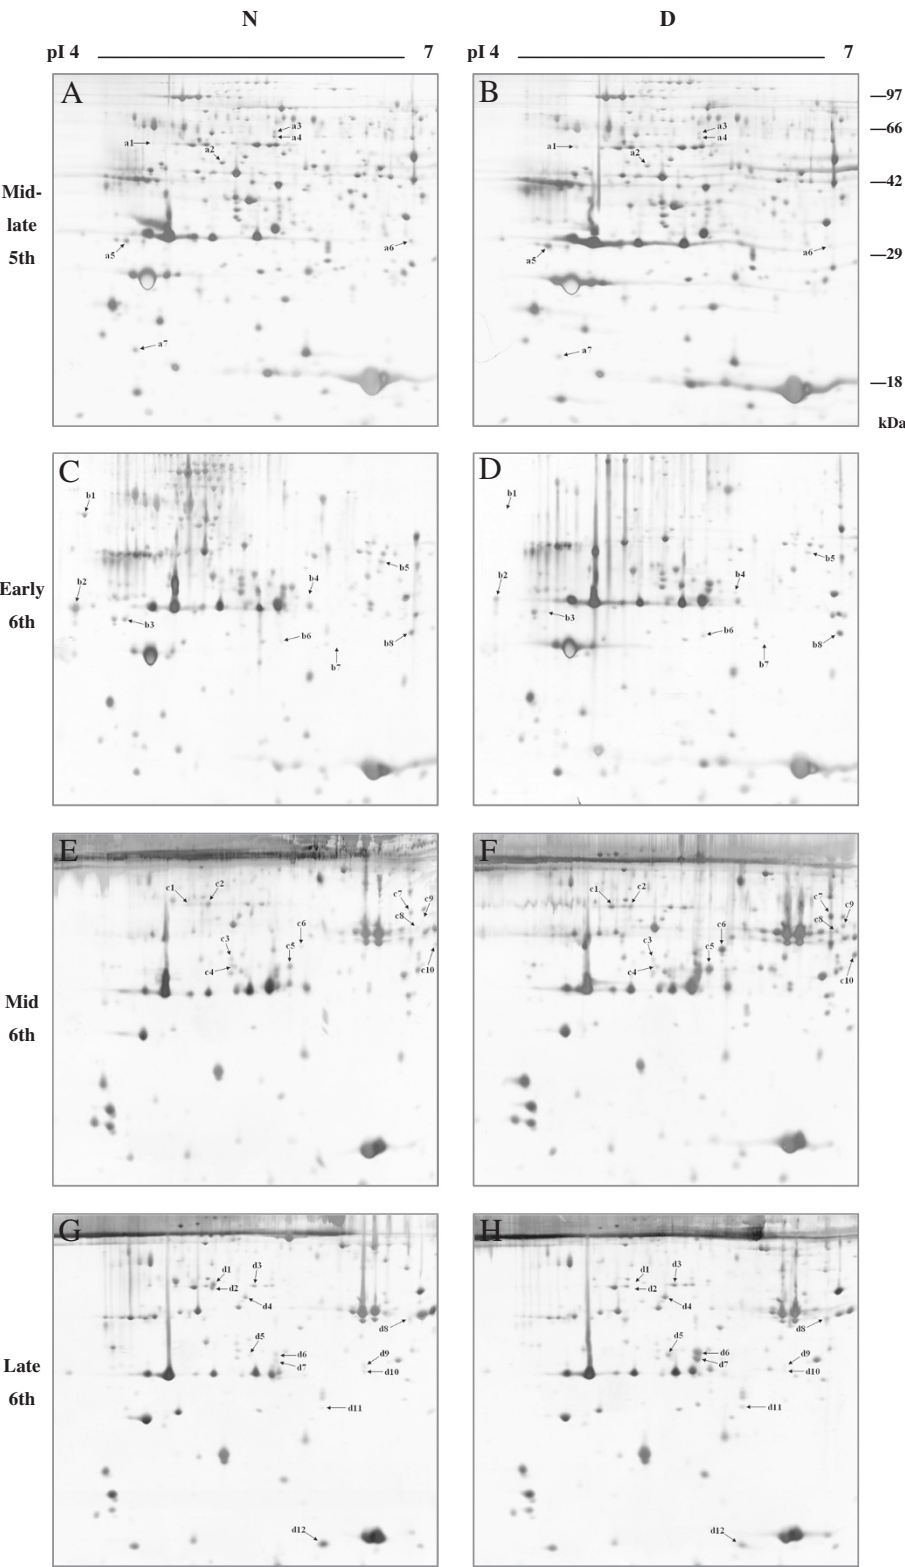 N D
pI 4 7 pI 4 7
A B
—97
—66
—42
—29
—18
kDa
Mid-
late
5th
a1 a2 a3 a4 a5 a6 a7
a1 a2 a3 a4 a5 a6 a7
C D
Early
6th
b1 b2 b3 b4 b5 b6 b7 b8
b1 b2 b3 b4 b5 b6 b7 b8
E F
Mid
6th
c1 c2 c3 c4 c5 c6 c7 c8 c9 c10
c1 c2 c3 c4 c5 c6 c7 c8 c9 c10
G H
Late
6th
d1 d2 d3 d4 d5 d6 d7 d8 d9 d10 d11 d12
d1 d2 d3 d4 d5 d6 d7 d8 d9 d10 d11 d12